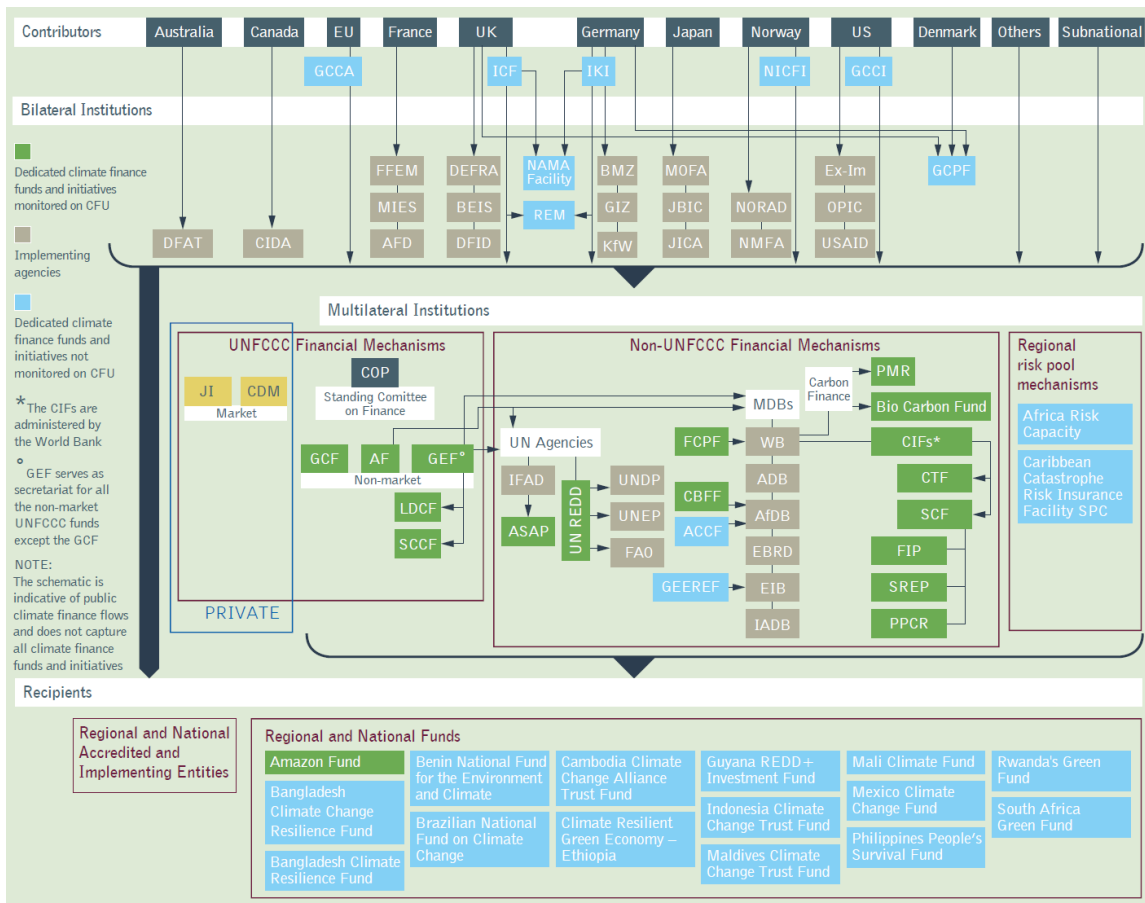 Contributors
Australia
Canada
EU
France
UK
Germany
Japan
Norway
US
Denmark
Others
Subnational
GCCA
ICF
IKI
NICFI
GCCI
Bilateral Institutions
Dedicated climate finance
funds and initiatives
monitored on CFU
Implementing
agencies
Dedicated climate
finance funds and
initiatives not
monitored on CFU
*The CIFs are
administered by
the World Bank
° GEF serves as
secretariat for all
the non-market
UNFCCC funds
except the GCF
NOTE:
The schematic is
indicative of public
climate finance flows
and does not capture
all climate finance
funds and initiatives
DFAT
CIDA
FFEM
MIES
AFD
DEFRA
BEIS
DFID
NAMA
Facility
REM
BMZ
GIZ
KfW
MOFA
JBIC
JICA
NORAD
NMFA
Ex-Im
OPIC
USAID
GCPF
Multilateral Institutions
UNFCCC Financial Mechanisms
JI
CDM
Market
COP
Standing Comittee
on Finance
GCF
AF
GEF°
Non-market
LDCF
SCCF
PRIVATE
Non-UNFCCC Financial Mechanisms
UN Agencies
IFAD
ASAP
UN REDD
UNDP
UNEP
FAO
MDBs
Carbon
Finance
PMR
Bio Carbon Fund
FCPF
WB
CIFs*
ADB
CTF
CBFF
ACCF
AfDB
SCF
EBRD
FIP
GEEREF
EIB
SREP
IADB
PPCR
Regional
risk pool
mechanisms
Africa Risk
Capacity
Caribbean
Catastrophe
Risk Insurance
Facility SPC
Recipients
Regional and National
Accredited and
Implementing Entities
Regional and National Funds
Amazon Fund
Bangladesh
Climate Change
Resilience Fund
Bangladesh Climate
Resilience Fund
Benin National Fund
for the Environment
and Climate
Brazilian National
Fund on Climate
Change
Cambodia Climate
Change Alliance
Trust Fund
Climate Resilient
Green Economy –
Ethiopia
Guyana REDD+
Investment Fund
Indonesia Climate
Change Trust Fund
Maldives Climate
Change Trust Fund
Mali Climate Fund
Mexico Climate
Change Fund
Philippines People's
Survival Fund
Rwanda's Green
Fund
South Africa
Green Fund